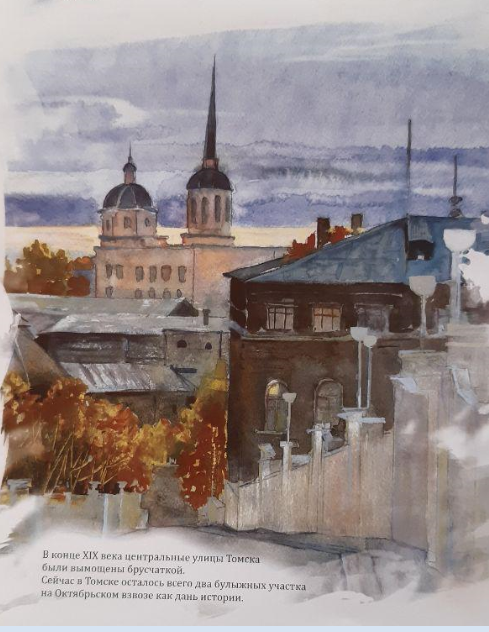 В конце XIX века центральные улицы Томска
были вымощены брусчаткой.
Сейчас в Томске осталось всего два булыжных участка
на Октябрьском взвозе как дань истории.